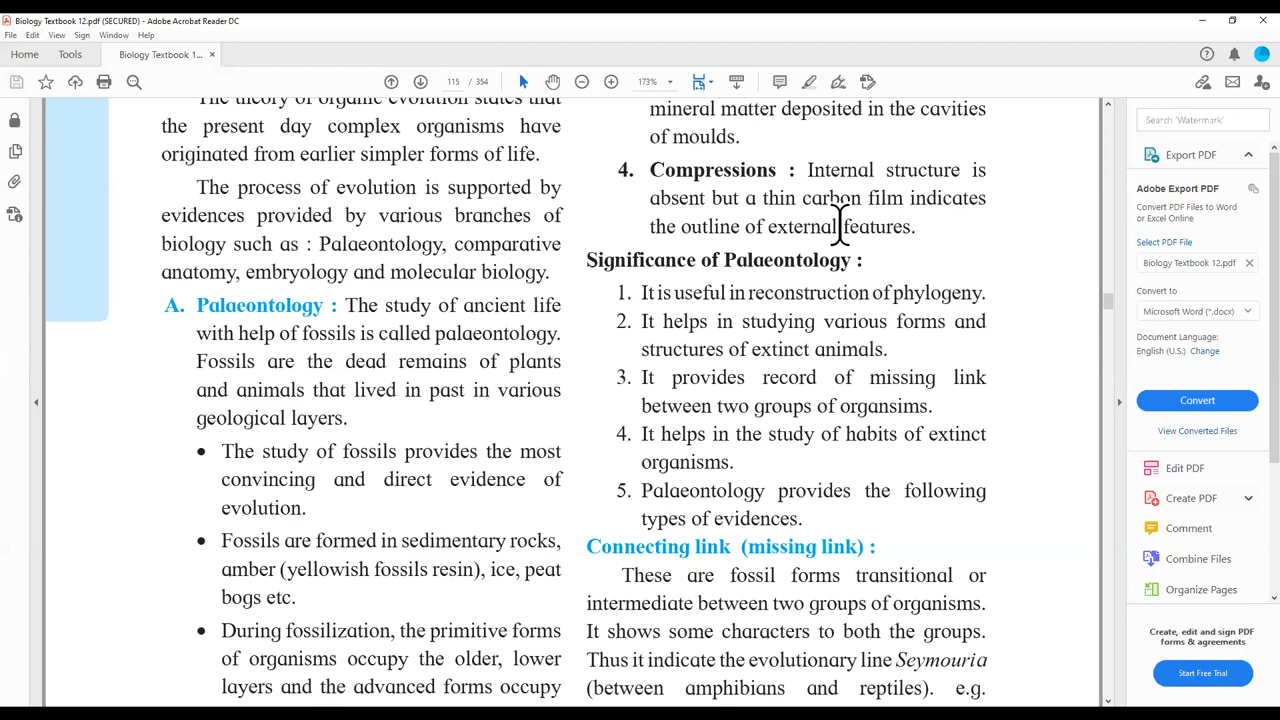 Biology Textbook 12.pdf (SECURED) - Adobe Acrobat Reader DC
File Edit View Sign Window Help
Home Tools Biology Textbook 1... ×
115 / 354 173%
The theory of organic evolution states that
the present day complex organisms have
originated from earlier simpler forms of life.
The process of evolution is supported by
evidences provided by various branches of
biology such as : Palaeontology, comparative
anatomy, embryology and molecular biology.
A. Palaeontology : The study of ancient life
with help of fossils is called palaeontology.
Fossils are the dead remains of plants
and animals that lived in past in various
geological layers.
• The study of fossils provides the most
convincing and direct evidence of
evolution.
• Fossils are formed in sedimentary rocks,
amber (yellowish fossils resin), ice, peat
bogs etc.
• During fossilization, the primitive forms
of organisms occupy the older, lower
layers and the advanced forms occupy
mineral matter deposited in the cavities
of moulds.
4. Compressions : Internal structure is
absent but a thin carbon film indicates
the outline of external features.
Significance of Palaeontology :
1. It is useful in reconstruction of phylogeny.
2. It helps in studying various forms and
structures of extinct animals.
3. It provides record of missing link
between two groups of organsims.
4. It helps in the study of habits of extinct
organisms.
5. Palaeontology provides the following
types of evidences.
Connecting link (missing link) :
These are fossil forms transitional or
intermediate between two groups of organisms.
It shows some characters to both the groups.
Thus it indicate the evolutionary line Seymouria
(between amphibians and reptiles). e.g.
Search 'Watermark'
Export PDF
Adobe Export PDF
Convert PDF Files to Word
or Excel Online
Select PDF File
Biology Textbook 12.pdf
Convert to
Microsoft Word (*.docx)
Document Language:
English (U.S.) Change
Convert
View Converted Files
Edit PDF
Create PDF
Comment
Combine Files
Organize Pages
Create, edit and sign PDF
forms & agreements
Start Free Trial